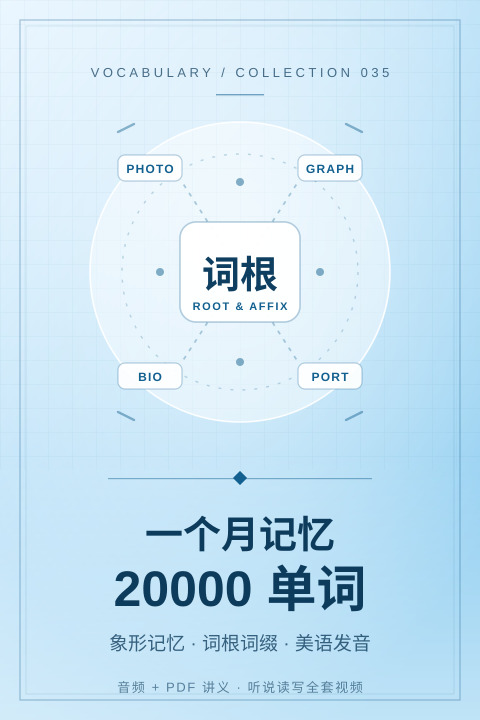 VOCABULARY / COLLECTION 035
PHOTO
GRAPH
词根
ROOT & AFFIX
BIO
PORT
一个月记忆
20000 单词
象形记忆 · 词根词缀 · 美语发音
音频 + PDF 讲义 · 听说读写全套视频